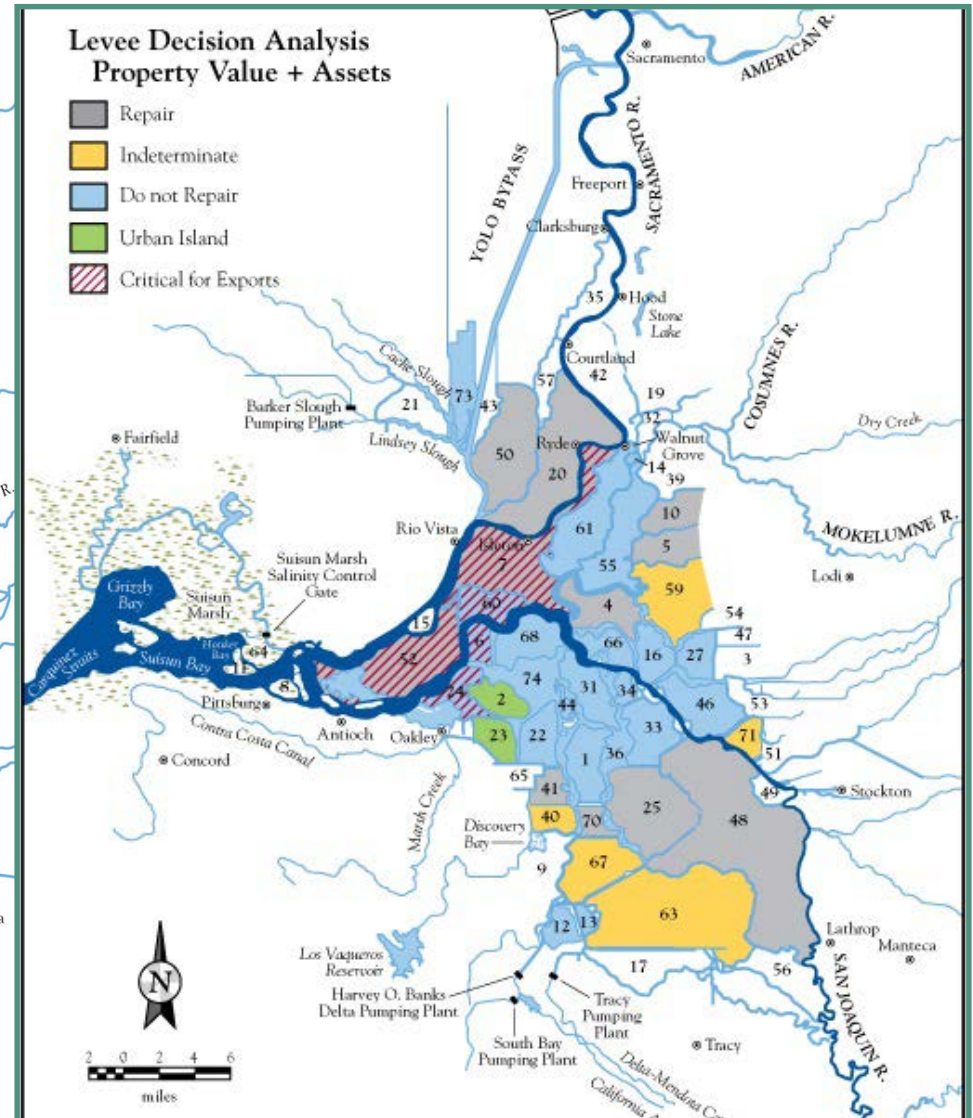 Levee Decision Analysis
Property Value + Assets
Repair
Indeterminate
Do not Repair
Urban Island
Critical for Exports
Sacramento
AMERICAN R.
SACRAMENTO R.
YOLO BYPASS
Freeport
Clarksburg
35
Hood
Stone
Lake
Courtland
42
57
COSUMNES R.
Cache Slough
73
43
21
Barker Slough
Pumping Plant
Lindsey Slough
19
32
Dry Creek
Fairfield
Ryde
Walnut
Grove
14
39
50
20
R.
10
MOKELUMNE R.
Rio Vista
Isleton
61
5
7
55
Lodi
Suisun Marsh
Salinity Control
Gate
Grizzly
Bay
Suisun
Marsh
59
60
4
54
15
47
Honker
Bay
64
6
68
66
16
27
3
11
52
Carquinez
Straits
Suisun Bay
8
24
74
31
34
2
44
46
53
Pittsburg
Antioch
Oakley
23
22
33
71
51
Contra Costa
Canal
Concord
1
36
65
41
49
Stockton
25
48
Marsh Creek
40
70
Discovery
Bay
9
67
63
12
13
Lathrop
Manteca
Los Vaqueros
Reservoir
17
56
N
Harvey O. Banks
Delta Pumping Plant
Tracy
Pumping
Plant
SAN JOAQUIN R.
South Bay
Pumping Plant
Tracy
2 0 2 4 6
miles
Delta-Mendota
California
a